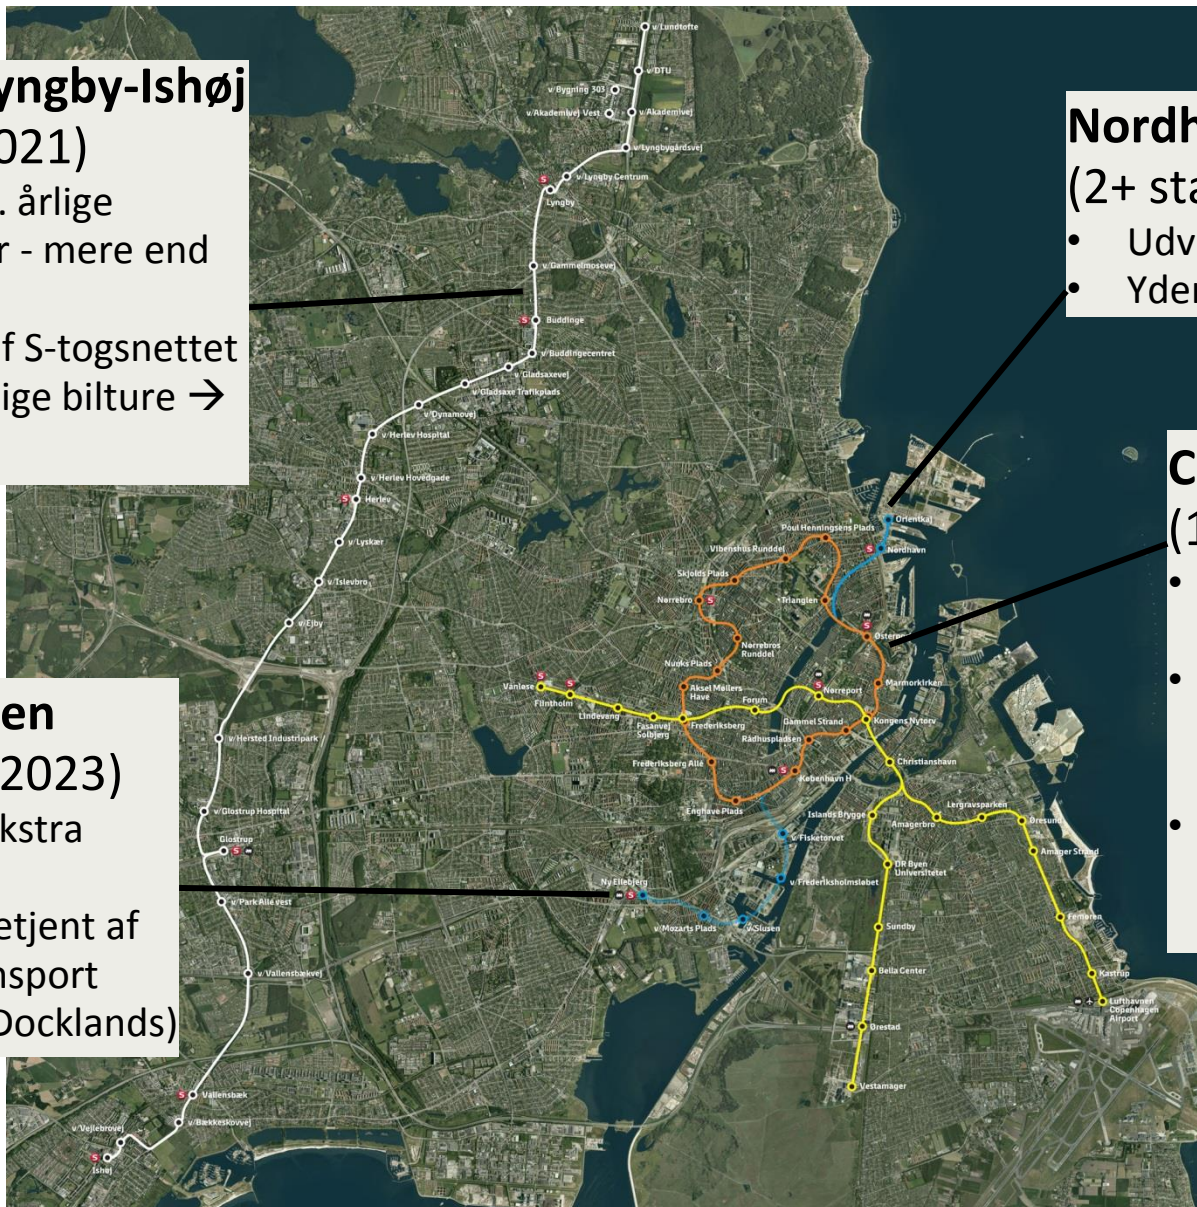 yngby-Ishøj
021)
. årlige
r - mere end
f S-togsnettet
ige bilture →
Nordh
(2+ sta
• Udv
• Yder
C
(1
•
•
•
en
2023)
kstra
etjent af
nsport
Docklands)
v/Lundtofte
v/DTU
v/Bygning 303
v/Akademivej Vest
v/Akademivej
v/Lyngbygårdsvej
v/Lyngby Centrum
S
Lyngby
v/Gammelmosevej
S Buddinge
v/Buddingecentret
v/Gladsaxevej
v/Gladsaxe Trafikplads
v/Dynamovej
v/Herlev Hospital
v/Herlev Hovedgade
S Herlev
v/Lyskær
v/Islevbro
v/Ejby
v/Hersted Industripark
v/Glostrup Hospital
Glostrup
S
v/Park Allé vest
v/Vallensbækvej
S Vallensbæk
v/Bækkeskovvej
v/Vejlebrovej
S
Ishøj
Orientkaj
S Nordhavn
Poul Henningsens Plads
Vibenshus Runddel
Skjolds Plads
Nørrebro S
Trianglen
S
Østerpo
Nørrebros
Runddel
Nuuks Plads
Aksel Møllers
Have
Marmorkirken
S
Vanløse
S
Flintholm
Lindevang
Fasanvej
Solbjerg
Frederiksberg
Forum
S
Nørreport
Gammel Strand
Kongens Nytorv
Rådhuspladsen
Christianshavn
Frederiksberg Allé
S
København H
Enghave Plads
Islands Brygge
Amagerbro
Lergravsparken
Øresund
Amager Strand
v/Fisketorvet
DR Byen
Universitetet
Ny Ellebjerg
S
v/Frederiksholmsløbet
v/Mozarts Plads
v/Slusen
Sundby
Femøren
Bella Center
Kastrup
Lufthavnen
Copenhagen
Airport
Ørestad
Vestamager